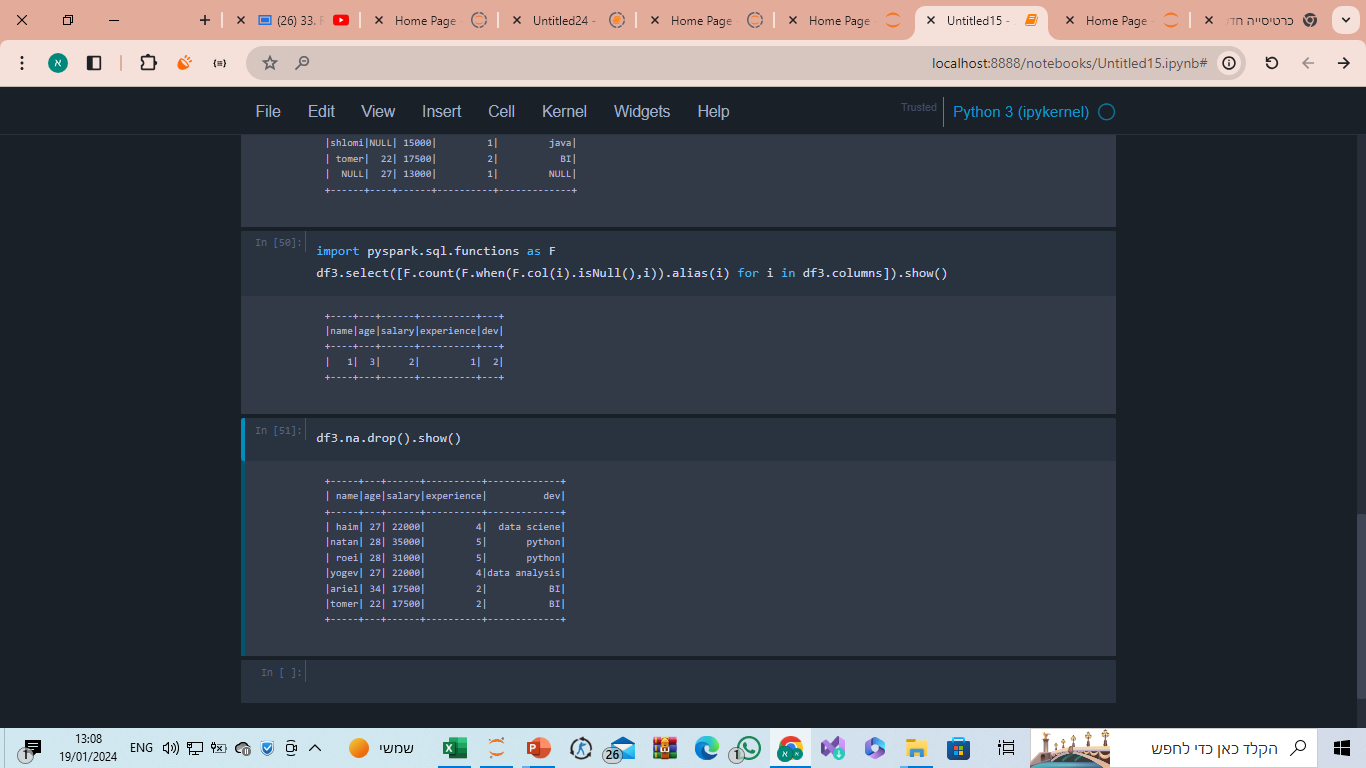 (26) 33. F
Home Page
Untitled24 -
Home Page
Home Page
Untitled15 -
Home Page -
כרטיסייה חד
א
localhost:8888/notebooks/Untitled15.ipynb#
File Edit View Insert Cell Kernel Widgets Help
Trusted
Python 3 (ipykernel)
|shlomi|NULL| 15000|         1|         java|
| tomer|  22| 17500|         2|           BI|
|  NULL|  27| 13000|         1|         NULL|
+------+----+------+----------+-------------+
In [50]:
import pyspark.sql.functions as F
df3.select([F.count(F.when(F.col(i).isNull(),i)).alias(i) for i in df3.columns]).show()
+----+---+------+----------+---+
|name|age|salary|experience|dev|
+----+---+------+----------+---+
|   1|  3|     2|         1|  2|
+----+---+------+----------+---+
In [51]:
df3.na.drop().show()
+-----+---+------+----------+-------------+
| name|age|salary|experience|          dev|
+-----+---+------+----------+-------------+
| haim| 27| 22000|         4|  data sciene|
|natan| 28| 35000|         5|       python|
| roei| 28| 31000|         5|       python|
|yogev| 27| 22000|         4|data analysis|
|ariel| 34| 17500|         2|           BI|
|tomer| 22| 17500|         2|           BI|
+-----+---+------+----------+-------------+
In [ ]:
1
13:08
19/01/2024
ENG
שמשי
26
1
הקלד כאן כדי לחפש